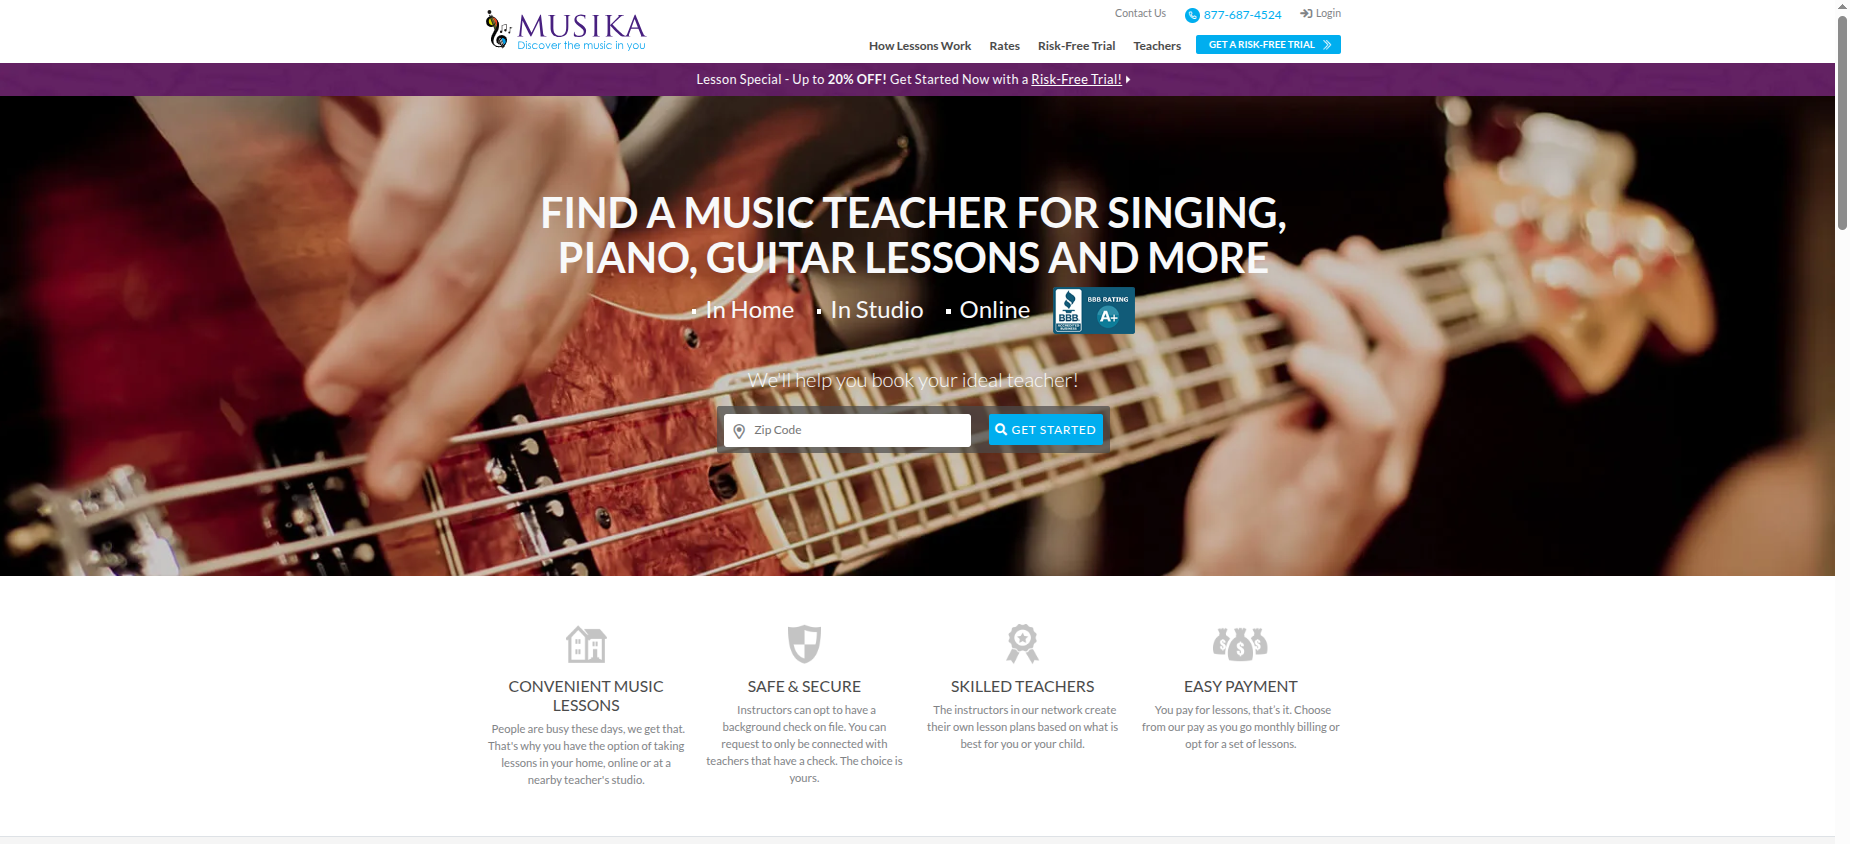 MUSIKA
Discover the music in you
Contact Us
877-687-4524
Login
How Lessons Work
Rates
Risk-Free Trial
Teachers
GET A RISK-FREE TRIAL
Lesson Special - Up to 20% OFF! Get Started Now with a Risk-Free Trial!
FIND A MUSIC TEACHER FOR SINGING,
PIANO, GUITAR LESSONS AND MORE
In Home
In Studio
Online
BBB
ACCREDITED
BUSINESS
BBB RATING
A+
We'll help you book your ideal teacher!
Zip Code
GET STARTED
CONVENIENT MUSIC
LESSONS
People are busy these days, we get that.
That's why you have the option of taking
lessons in your home, online or at a
nearby teacher's studio.
SAFE & SECURE
Instructors can opt to have a
background check on file. You can
request to only be connected with
teachers that have a check. The choice is
yours.
SKILLED TEACHERS
The instructors in our network create
their own lesson plans based on what is
best for you or your child.
EASY PAYMENT
You pay for lessons, that's it. Choose
from our pay as you go monthly billing or
opt for a set of lessons.